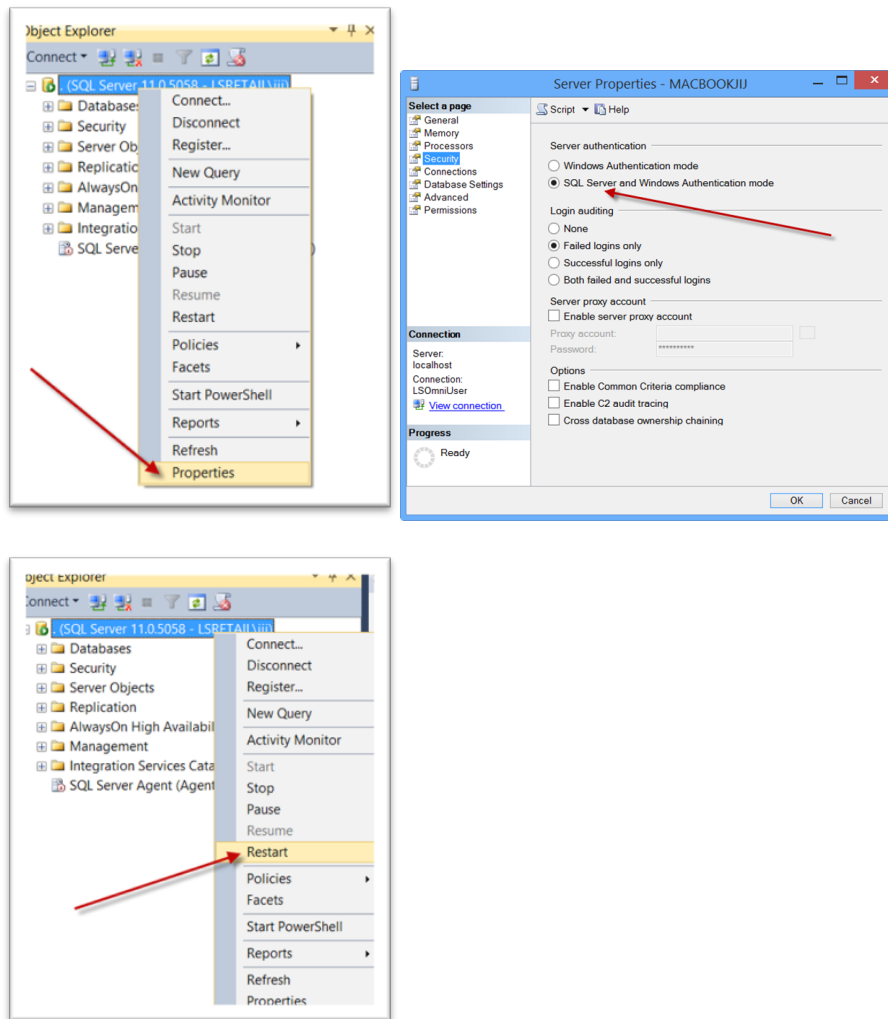 Object Explorer
Connect
. (SQL Server 11.0.5058 - LSRETAIL\jij)
Databases
Security
Server Ob
Replicatio
AlwaysOn
Managem
Integratio
SQL Serve )
Connect...
Disconnect
Register...
New Query
Activity Monitor
Start
Stop
Pause
Resume
Restart
Policies
Facets
Start PowerShell
Reports
Refresh
Properties
Server Properties - MACBOOKJIJ
Select a page
General
Memory
Processors
Security
Connections
Database Settings
Advanced
Permissions
Script Help
Server authentication
Windows Authentication mode
SQL Server and Windows Authentication mode
Login auditing
None
Failed logins only
Successful logins only
Both failed and successful logins
Server proxy account
Enable server proxy account
Proxy account:
Password: **********
Options
Enable Common Criteria compliance
Enable C2 audit tracing
Cross database ownership chaining
Connection
Server:
localhost
Connection:
LSOmniUser
View connection
Progress
Ready
OK Cancel
bject Explorer
Connect
. (SQL Server 11.0.5058 - LSRETAIL\jij)
Databases
Security
Server Objects
Replication
AlwaysOn High Availabil
Management
Integration Services Cata
SQL Server Agent (Agent
Connect...
Disconnect
Register...
New Query
Activity Monitor
Start
Stop
Pause
Resume
Restart
Policies
Facets
Start PowerShell
Reports
Refresh
Properties